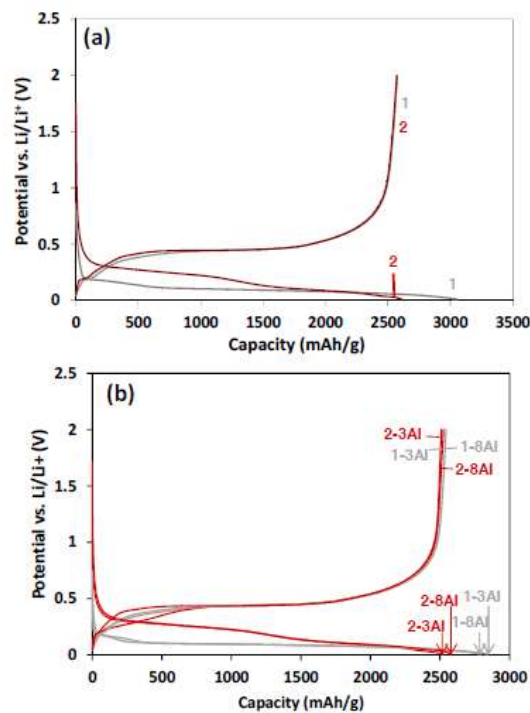 (a)
2.5
2
1.5
1
0.5
0
Potential vs. Li/Li⁺ (V)
1
2
2
1
0 500 1000 1500 2000 2500 3000 3500
Capacity (mAh/g)
(b)
2.5
2
1.5
1
0.5
0
Potential vs. Li/Li+ (V)
2-3Al
1-3Al 1-8Al
2-8Al
2-8Al 1-3Al
2-3Al 1-8Al
0 500 1000 1500 2000 2500 3000 3500
Capacity (mAh/g)